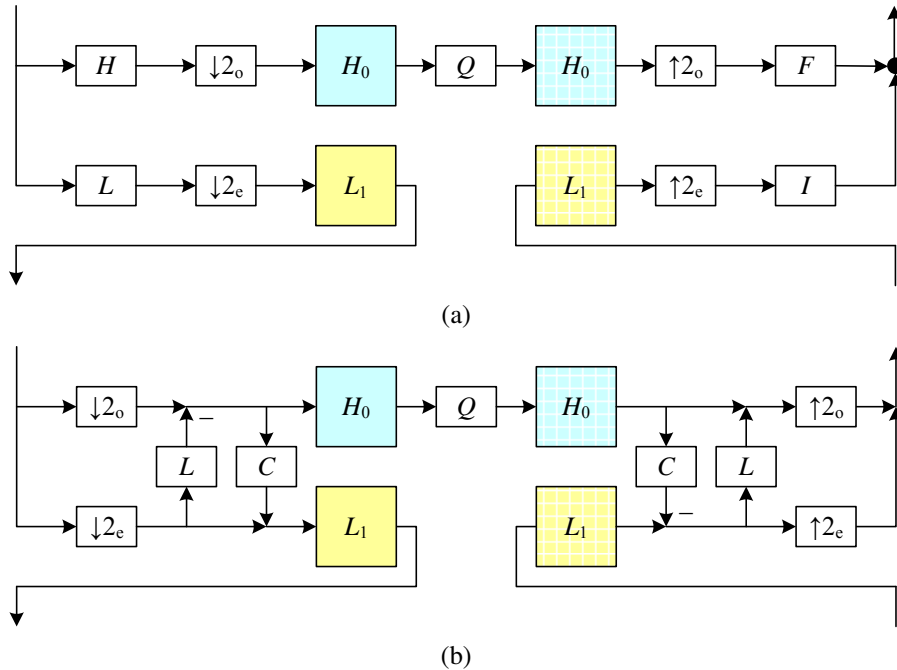 H ↓2o H0 Q H0 ↑2o F
L ↓2e L1 L1 ↑2e I
(a)
↓2o – H0 Q H0 ↑2o
L C C L
↓2e L1 L1 – ↑2e
(b)